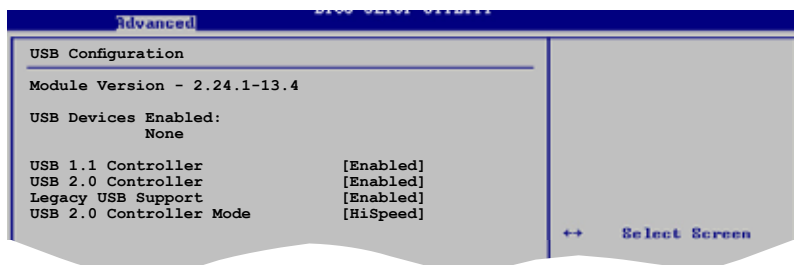 Advanced
USB Configuration
Module Version - 2.24.1-13.4
USB Devices Enabled:
None
USB 1.1 Controller [Enabled]
USB 2.0 Controller [Enabled]
Legacy USB Support [Enabled]
USB 2.0 Controller Mode [HiSpeed]
↔ Select Screen